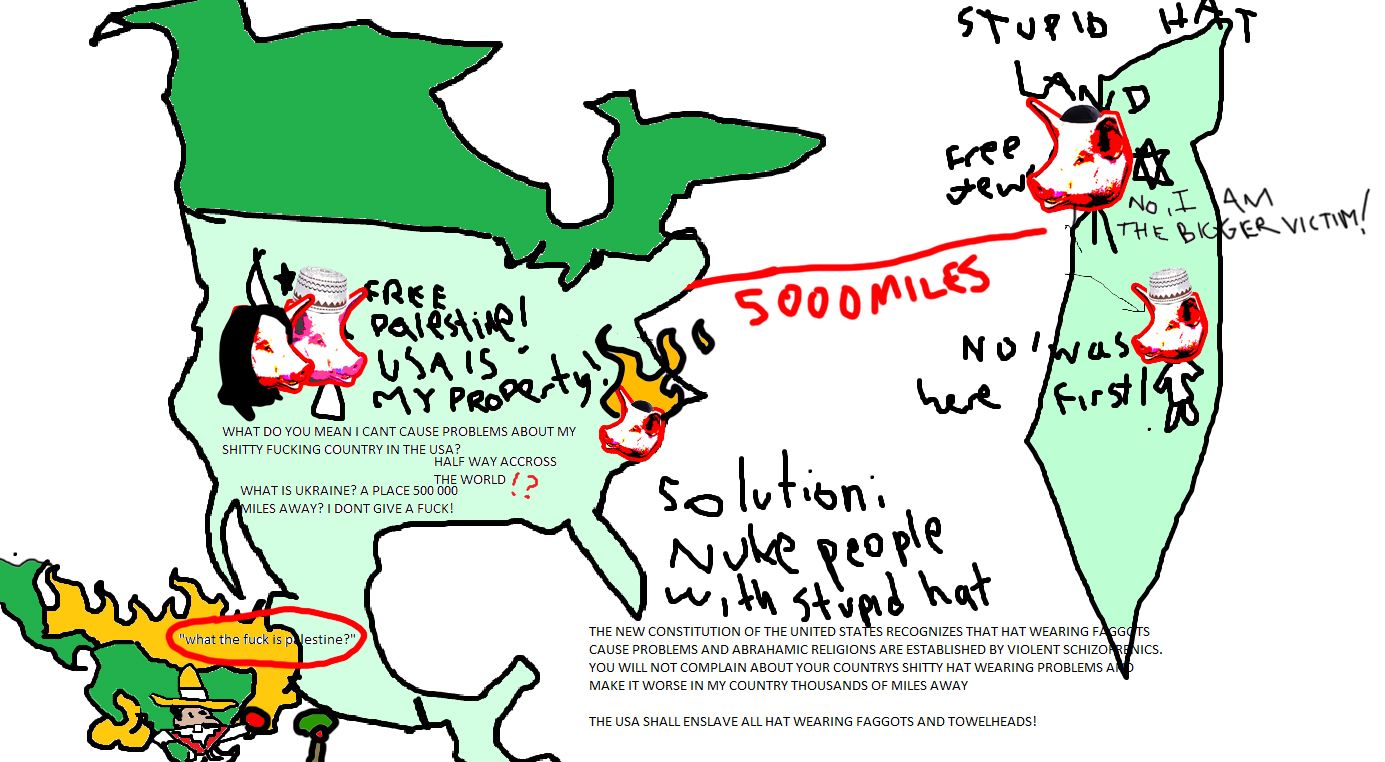 STUPID HAT
LAND
Free
Jew
NO, I AM
THE BIGGER VICTIM!
5000MILES
FREE
Palestine!
USA IS
MY PROPerty!
NO I was
here first!
WHAT DO YOU MEAN I CANT CAUSE PROBLEMS ABOUT MY
SHITTY FUCKING COUNTRY IN THE USA?
HALF WAY ACCROSS
THE WORLD !?
WHAT IS UKRAINE? A PLACE 500 000
MILES AWAY? I DONT GIVE A FUCK!
Solution:
Nuke people
with stupid hat
"what the fuck is palestine?"
THE NEW CONSTITUTION OF THE UNITED STATES RECOGNIZES THAT HAT WEARING FAGGOTS
CAUSE PROBLEMS AND ABRAHAMIC RELIGIONS ARE ESTABLISHED BY VIOLENT SCHIZOFRENICS.
YOU WILL NOT COMPLAIN ABOUT YOUR COUNTRYS SHITTY HAT WEARING PROBLEMS AND
MAKE IT WORSE IN MY COUNTRY THOUSANDS OF MILES AWAY
THE USA SHALL ENSLAVE ALL HAT WEARING FAGGOTS AND TOWELHEADS!